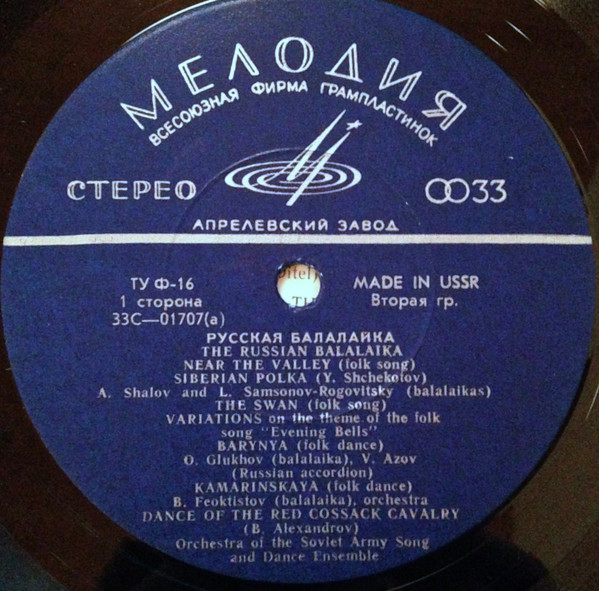 МЕЛОДИЯ
ВСЕСОЮЗНАЯ ФИРМА ГРАМПЛАСТИНОК
СТЕРЕО
33
АПРЕЛЕВСКИЙ ЗАВОД
ТУ Ф-16
MADE IN USSR
1 сторона
Вторая гр.
33С—01707(а)
РУССКАЯ БАЛАЛАЙКА
THE RUSSIAN BALALAIKA
NEAR THE VALLEY (folk song)
SIBERIAN POLKA (Y. Shchekotov)
A. Shalov and L. Samsonov-Rogovitsky (balalaikas)
THE SWAN (folk song)
VARIATIONS on the theme of the folk
song "Evening Bells"
BARYNYA (folk dance)
O. Glukhov (balalaika), V. Azov
(Russian accordion)
KAMARINSKAYA (folk dance)
B. Feoktistov (balalaika), orchestra
DANCE OF THE RED COSSACK CAVALRY
(B. Alexandrov)
Orchestra of the Soviet Army Song
and Dance Ensemble